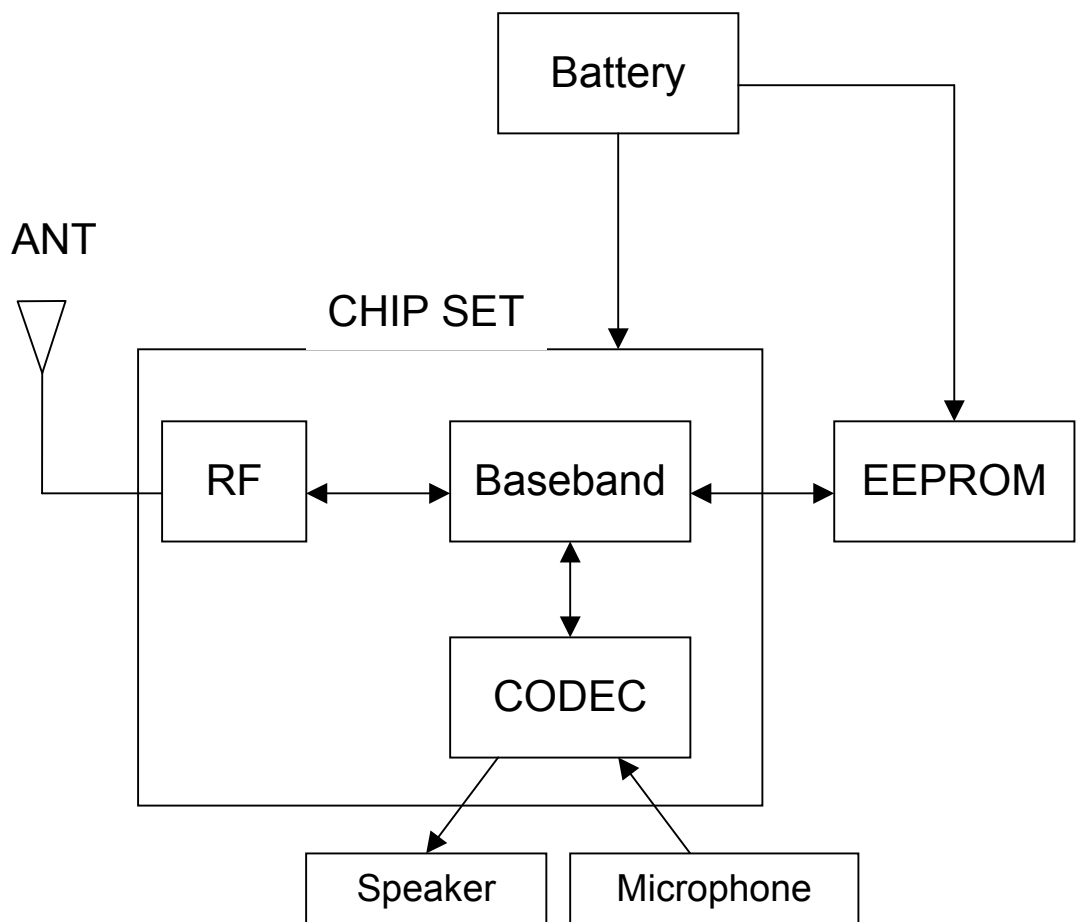 Battery
ANT
CHIP SET
RF
Baseband
EEPROM
CODEC
Speaker
Microphone